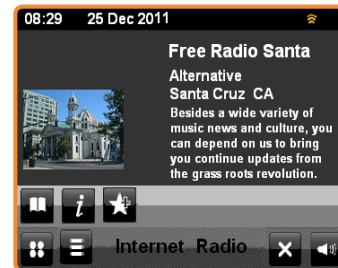 08:29 25 Dec 2011
Free Radio Santa
Alternative
Santa Cruz CA
Besides a wide variety of
music news and culture, you
can depend on us to bring
you continue updates from
the grass roots revolution.
Internet Radio